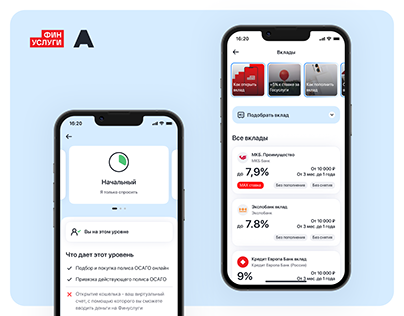 ФИН
УСЛУГИ
А
16:20
Начальный
Я только спросить
Вы на этом уровне
Что дает этот уровень
Подбор и покупка полиса ОСАГО онлайн
Привязка действующего полиса ОСАГО
Открытие кошелька – ваш виртуальный
счет, с помощью которого вы сможете
вводить деньги на Финуслуги
16:20
Вклады
Как открыть
вклад
+5% к ставке за
Госуслуги
Как пополнить
вклад
Подобрать вклад
Все вклады
МКБ. Преимущество
МКБ Банк
до 7,9%
От 10 000 ₽
От 3 мес. до 1 года
MAX ставка
Без пополнения
Без снятия
Экспобанк вклад
Экспобанк
до 7.8%
От 10 000 ₽
От 3 мес. до 1 года
Без пополнения
Без снятия
Кредит Европа Банк вклад
Кредит Европа Банк (Россия)
9%
От 10 000 ₽
От 3 мес. до 1 года